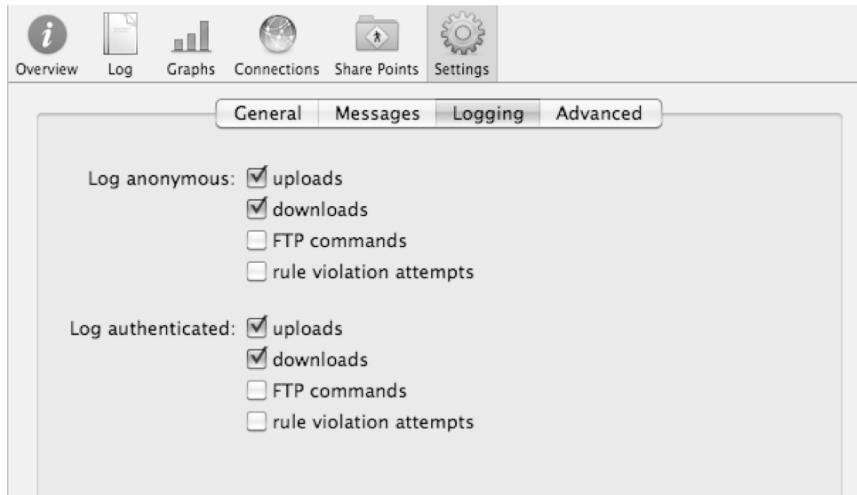 Overview Log Graphs Connections Share Points Settings
General Messages Logging Advanced
Log anonymous: uploads
downloads
FTP commands
rule violation attempts
Log authenticated: uploads
downloads
FTP commands
rule violation attempts